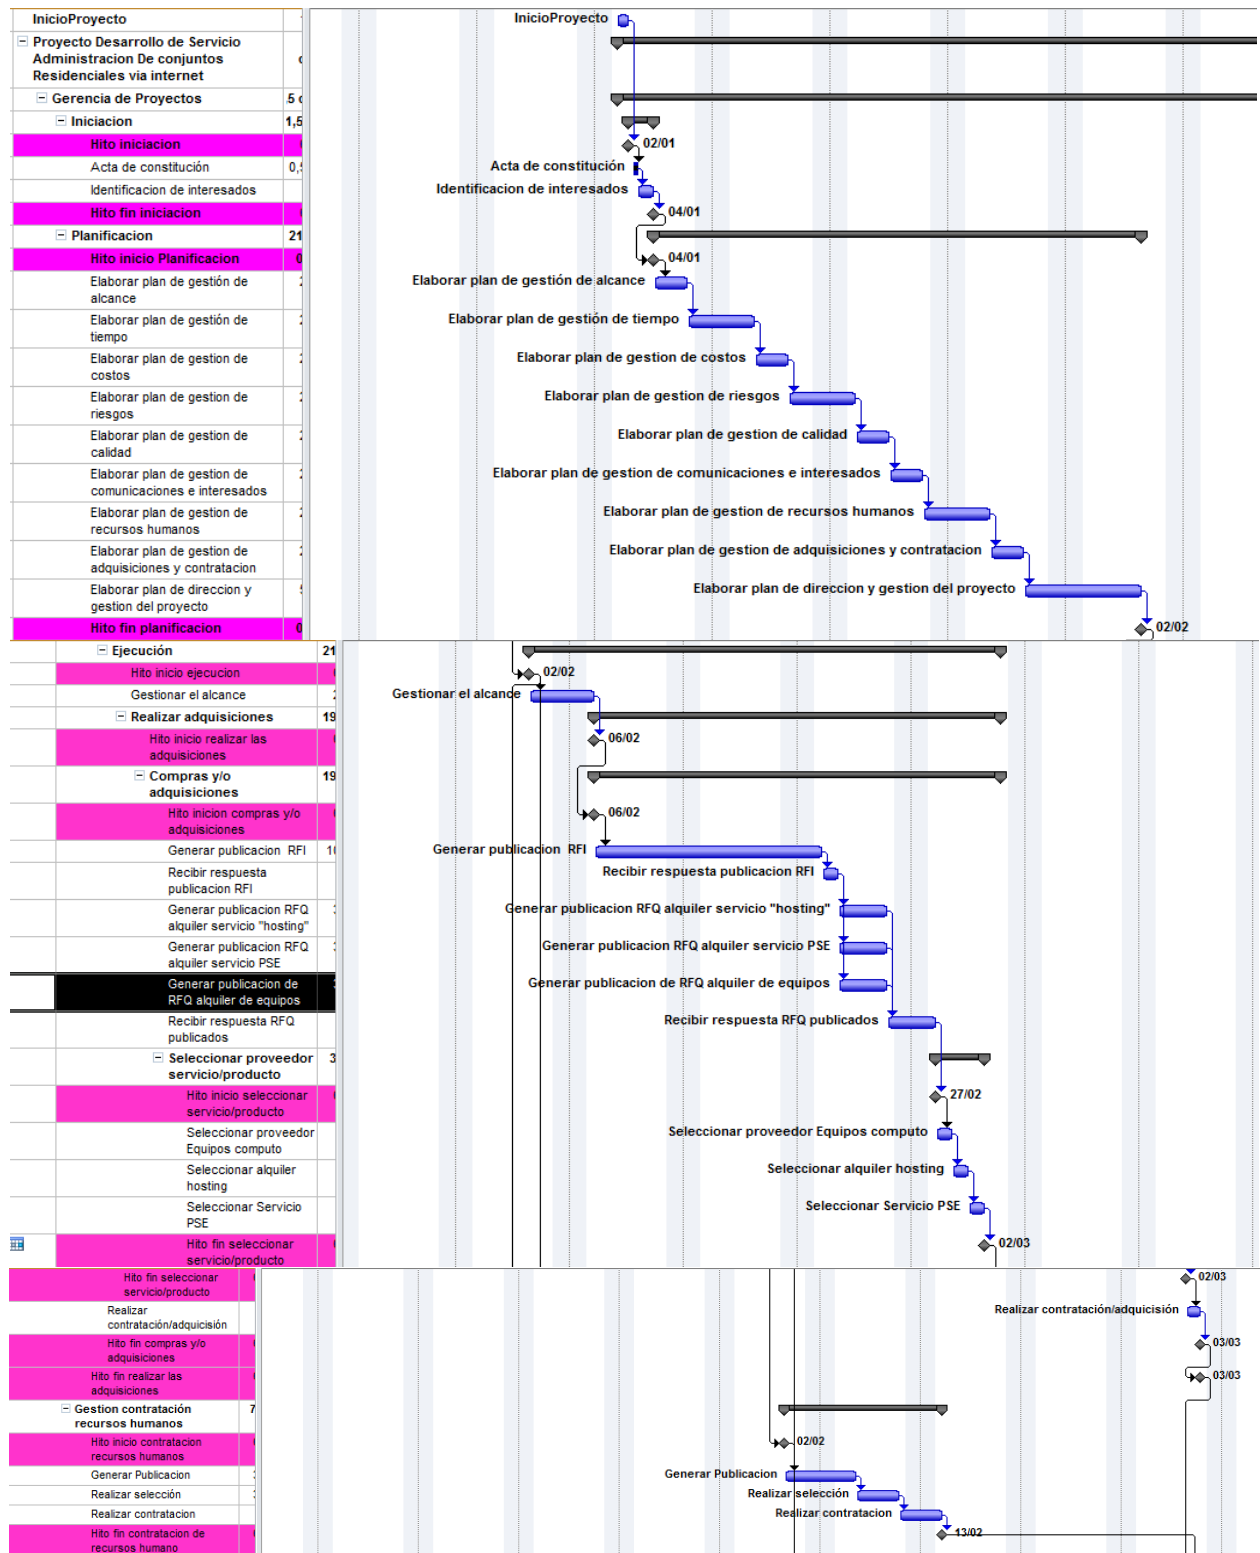 InicioProyecto
InicioProyecto
Proyecto Desarrollo de Servicio
Administracion De conjuntos
Residenciales via internet
Gerencia de Proyectos
Iniciacion
1,5
Hito iniciacion
02/01
Acta de constitución
Acta de constitución
Identificacion de interesados
Identificacion de interesados
Hito fin iniciacion
04/01
Planificacion
21
Hito inicio Planificacion
0
04/01
Elaborar plan de gestión de
alcance
Elaborar plan de gestión de alcance
Elaborar plan de gestión de
tiempo
Elaborar plan de gestión de tiempo
Elaborar plan de gestion de
costos
Elaborar plan de gestion de costos
Elaborar plan de gestion de
riesgos
Elaborar plan de gestion de riesgos
Elaborar plan de gestion de
calidad
Elaborar plan de gestion de calidad
Elaborar plan de gestion de
comunicaciones e interesados
Elaborar plan de gestion de comunicaciones e interesados
Elaborar plan de gestion de
recursos humanos
Elaborar plan de gestion de recursos humanos
Elaborar plan de gestion de
adquisiciones y contratacion
Elaborar plan de gestion de adquisiciones y contratacion
Elaborar plan de direccion y
gestion del proyecto
Elaborar plan de direccion y gestion del proyecto
Hito fin planificacion
0
02/02
Ejecución
21
Hito inicio ejecucion
02/02
Gestionar el alcance
Gestionar el alcance
Realizar adquisiciones
19
Hito inicio realizar las
adquisiciones
06/02
Compras y/o
adquisiciones
19
Hito inicion compras y/o
adquisiciones
06/02
Generar publicacion RFI
10
Generar publicacion RFI
Recibir respuesta
publicacion RFI
Recibir respuesta publicacion RFI
Generar publicacion RFQ
alquiler servicio "hosting"
Generar publicacion RFQ alquiler servicio "hosting"
Generar publicacion RFQ
alquiler servicio PSE
Generar publicacion RFQ alquiler servicio PSE
Generar publicacion de
RFQ alquiler de equipos
Generar publicacion de RFQ alquiler de equipos
Recibir respuesta RFQ
publicados
Recibir respuesta RFQ publicados
Seleccionar proveedor
servicio/producto
3
Hito inicio seleccionar
servicio/producto
27/02
Seleccionar proveedor
Equipos computo
Seleccionar proveedor Equipos computo
Seleccionar alquiler
hosting
Seleccionar alquiler hosting
Seleccionar Servicio
PSE
Seleccionar Servicio PSE
Hito fin seleccionar
servicio/producto
02/03
Hito fin seleccionar
servicio/producto
02/03
Realizar
contratación/adquicisión
Realizar contratación/adquicisión
Hito fin compras y/o
adquisiciones
03/03
Hito fin realizar las
adquisiciones
03/03
Gestion contratación
recursos humanos
7
Hito inicio contratacion
recursos humanos
02/02
Generar Publicacion
Generar Publicacion
Realizar selección
Realizar selección
Realizar contratacion
Realizar contratacion
Hito fin contratacion de
recursos humano
13/02